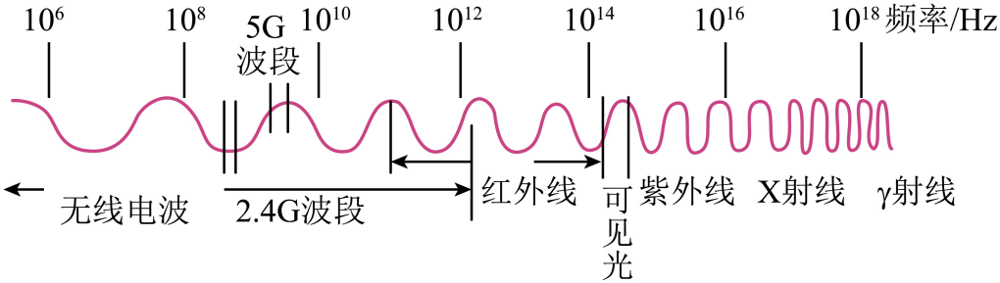 10⁶ 10⁸ 5G 10¹⁰ 10¹² 10¹⁴ 10¹⁶ 10¹⁸ 频率/Hz
波段
无线电波 2.4G波段 红外线 可见光 紫外线 X射线 γ射线